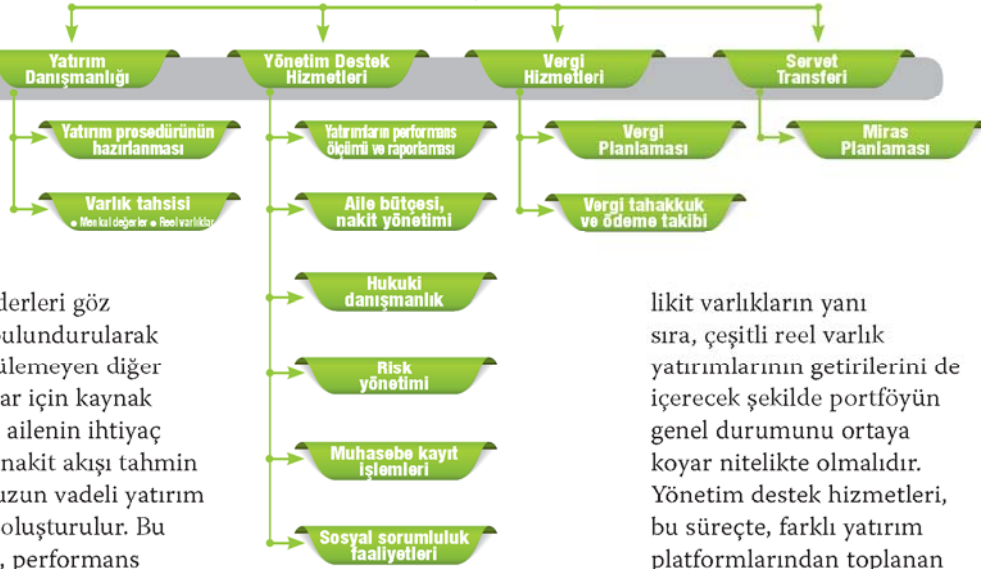 Yatırım
Danışmanlığı
Yönetim Destek
Hizmetleri
Vergi
Hizmetleri
Servet
Transferi
Yatırım prosedürünün
hazırlanması
Varlık tahsisi
● Menkul değerler ● Reel varlıklar
Yatırımların performans
ölçümü ve raporlaması
Aile bütçesi,
nakit yönetimi
Hukuki
danışmanlık
Risk
yönetimi
Muhasebe kayıt
işlemleri
Sosyal sorumluluk
faaliyetleri
Vergi
Planlaması
Vergi tahakkuk
ve ödeme takibi
Miras
Planlaması
derleri göz
bulundurularak
ülemeyen diğer
ar için kaynak
ailenin ihtiyaç
nakit akışı tahmin
uzun vadeli yatırım
oluşturulur. Bu
, performans
likit varlıkların yanı
sıra, çeşitli reel varlık
yatırımlarının getirilerini de
içerecek şekilde portföyün
genel durumunu ortaya
koyar nitelikte olmalıdır.
Yönetim destek hizmetleri,
bu süreçte, farklı yatırım
platformlarından toplanan